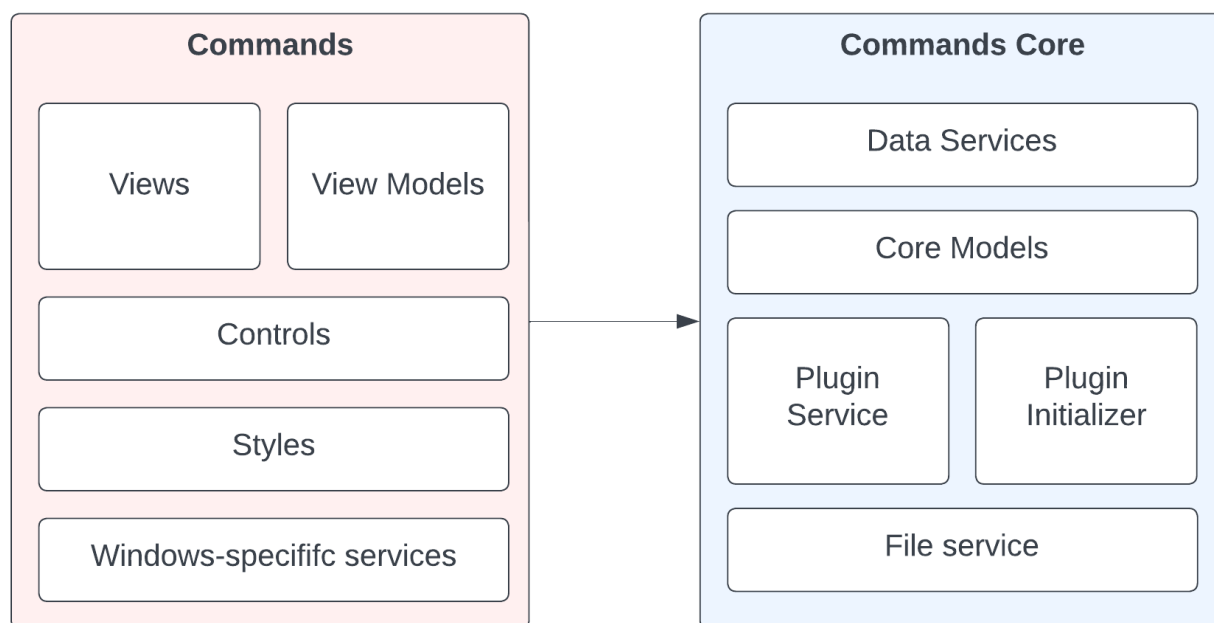 Commands
Views
View Models
Controls
Styles
Windows-specififc services
Commands Core
Data Services
Core Models
Plugin
Service
Plugin
Initializer
File service